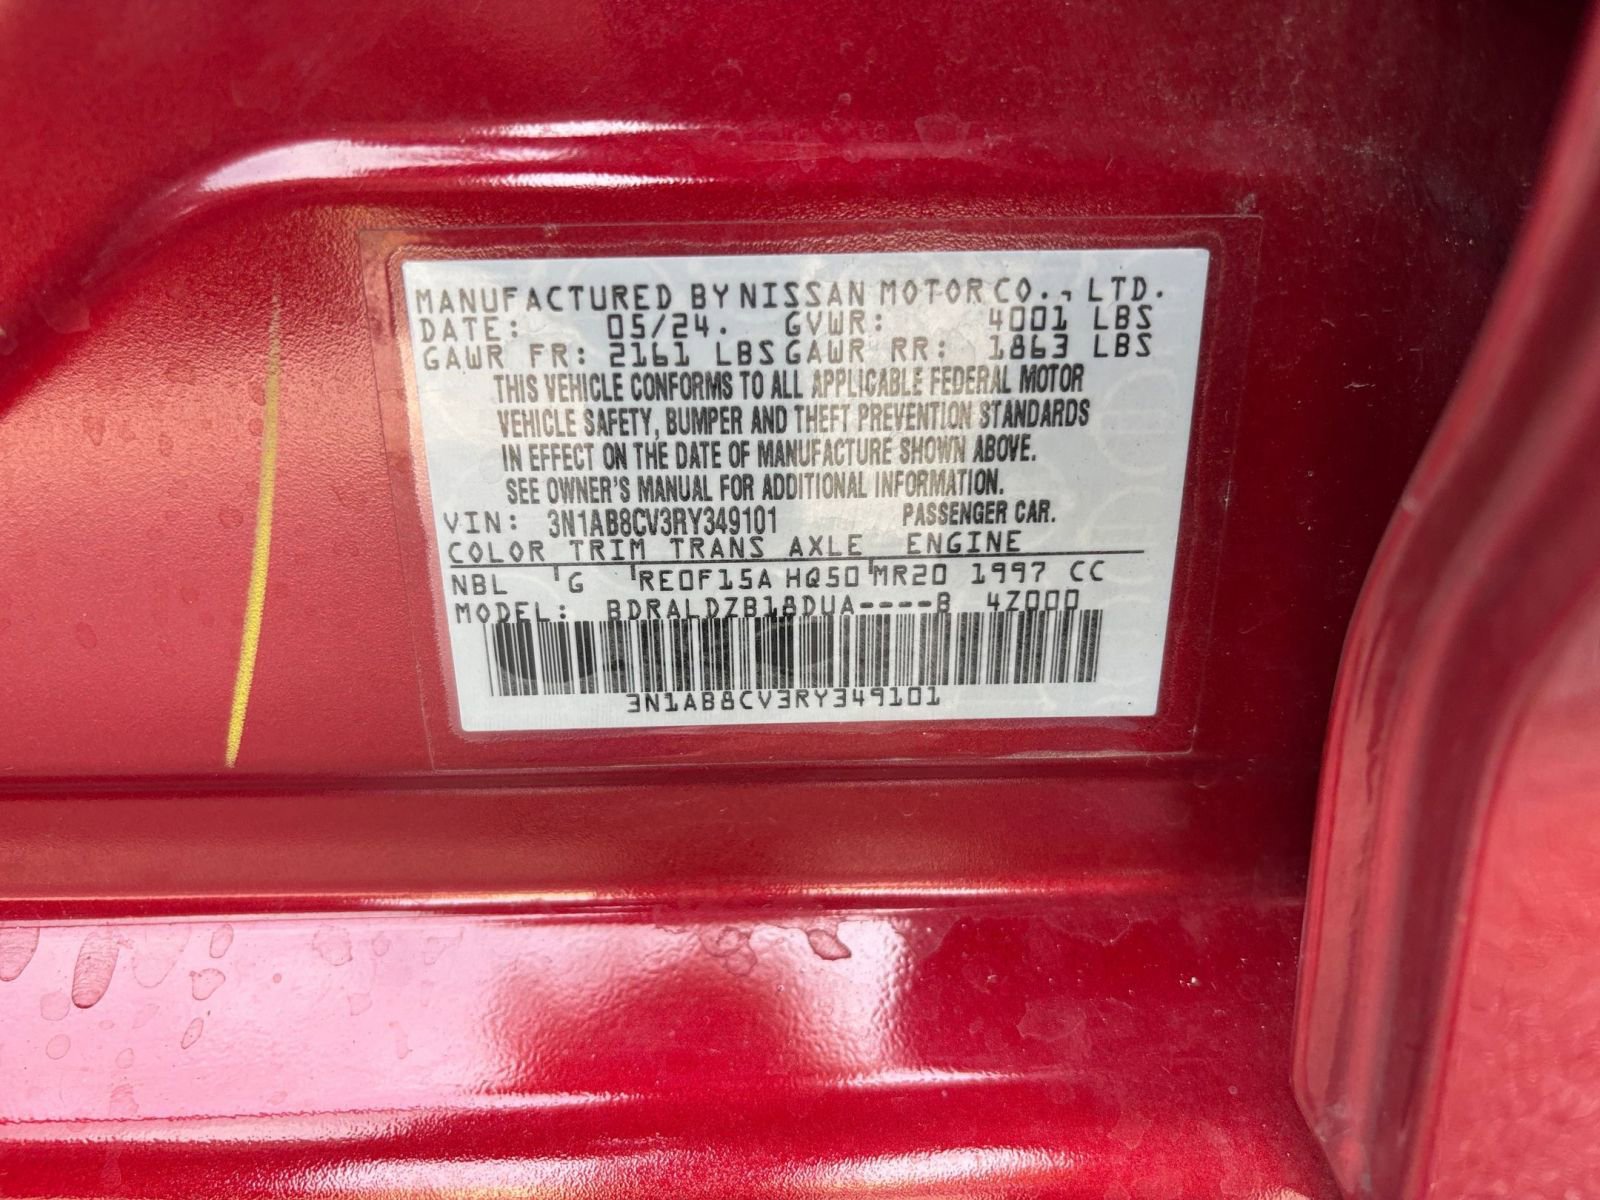 MANUFACTURED BY NISSAN MOTOR CO., LTD.
DATE: 05/24. GVWR: 4001 LBS
GAWR FR: 2161 LBS GAWR RR: 1863 LBS
THIS VEHICLE CONFORMS TO ALL APPLICABLE FEDERAL MOTOR
VEHICLE SAFETY, BUMPER AND THEFT PREVENTION STANDARDS
IN EFFECT ON THE DATE OF MANUFACTURE SHOWN ABOVE.
SEE OWNER'S MANUAL FOR ADDITIONAL INFORMATION.
VIN: 3N1AB8CV3RY349101 PASSENGER CAR.
COLOR TRIM TRANS AXLE ENGINE
NBL G RE0F15A HQ50 MR20 1997 CC
MODEL: BDRALDZB18DUA----B 4Z000
3N1AB8CV3RY349101